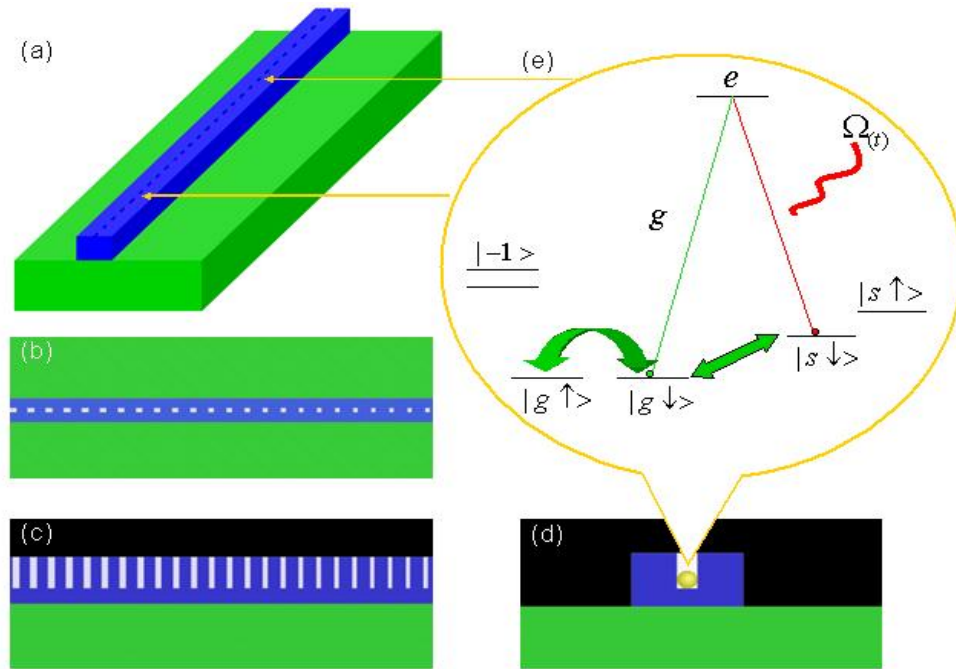 (a)
(e)
e
Ω(t)
g
|−1 >
|s ↑>
|s ↓>
(b)
|g ↑>
|g ↓>
(c)
(d)